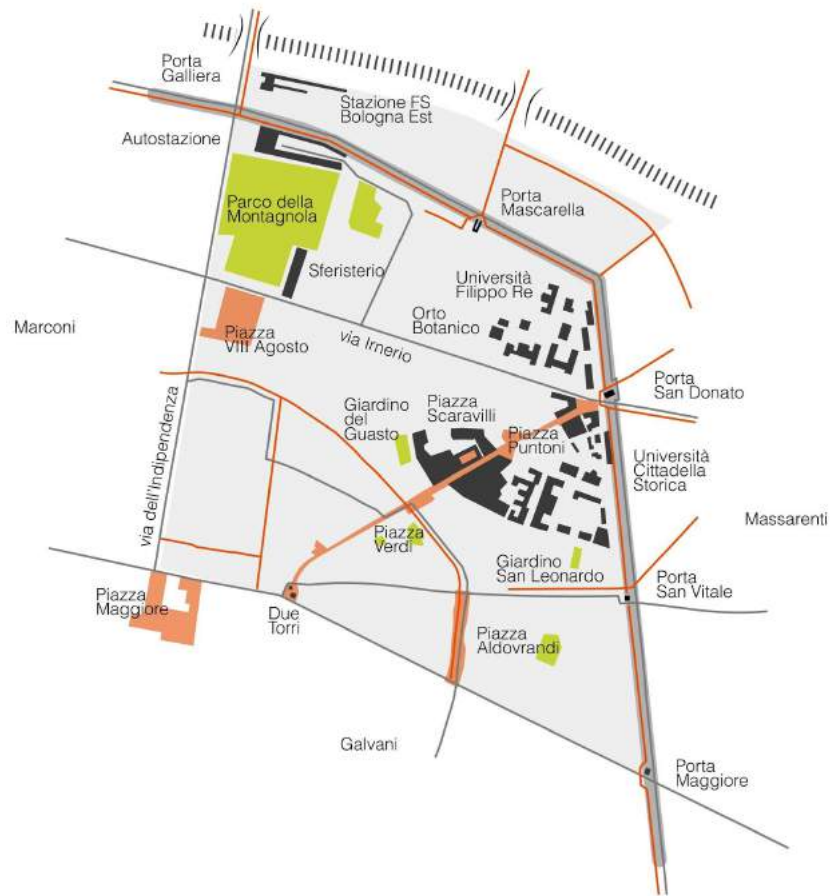 Porta
Galliera
Stazione FS
Bologna Est
Autostazione
Porta
Mascarella
Parco della
Montagnola
Sferisterio
Università
Filippo Re
Orto
Botanico
Marconi
Piazza
VIII Agosto
via Irnerio
Porta
San Donato
Giardino
del
Guasto
Piazza
Scaravilli
Piazza
Puntoni
via dell'Indipendenza
Università
Cittadella
Storica
Massarenti
Piazza
Verdi
Giardino
San Leonardo
Porta
San Vitale
Piazza
Maggiore
Due
Torri
Piazza
Aldovrandi
Galvani
Porta
Maggiore